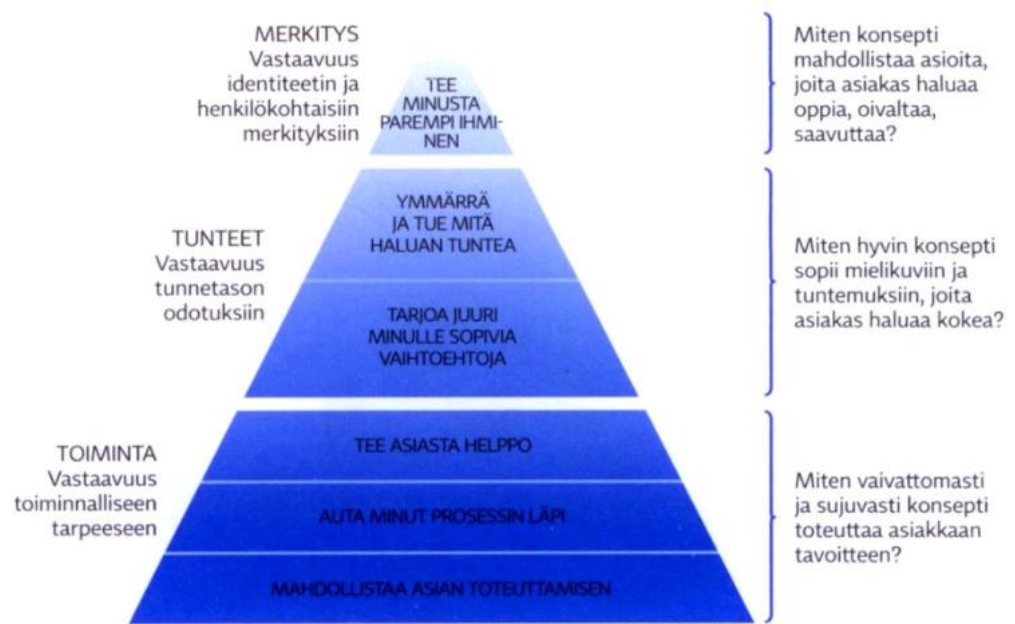 MERKITYS
Vastaavuus
identiteetin ja
henkilökohtaisiin
merkityksiin
TEE
MINUSTA
PAREMPI IHMI-
NEN
Miten konsepti
mahdollistaa asioita,
joita asiakas haluaa
oppia, oivaltaa,
saavuttaa?
TUNTEET
Vastaavuus
tunnetason
odotuksiin
YMMÄRRÄ
JA TUE MITÄ
HALUAN TUNTEA
TARJOA JUURI
MINULLE SOPIVIA
VAIHTOEHTOJA
Miten hyvin konsepti
sopii mielikuviin ja
tuntemuksiin, joita
asiakas haluaa kokea?
TOIMINTA
Vastaavuus
toiminnalliseen
tarpeeseen
TEE ASIASTA HELPPO
AUTA MINUT PROSESSIN LÄPI
MAHDOLLISTAA ASIAN TOTEUTTAMISEN
Miten vaivattomasti
ja sujuvasti konsepti
toteuttaa asiakkaan
tavoitteen?